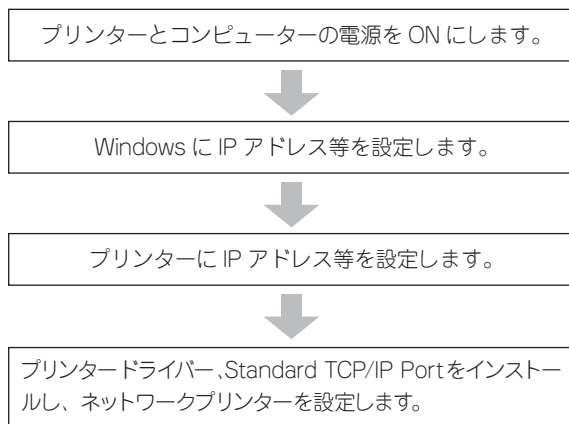 プリンターとコンピューターの電源を ON にします。
Windows に IP アドレス等を設定します。
プリンターに IP アドレス等を設定します。
プリンタードライバー、Standard TCP/IP Portをインストー
ルし、ネットワークプリンターを設定します。